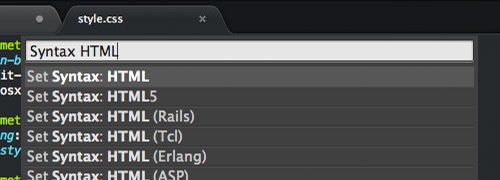 style.css
Syntax HTML
Set Syntax: HTML
Set Syntax: HTML5
Set Syntax: HTML (Rails)
Set Syntax: HTML (Tcl)
Set Syntax: HTML (Erlang)
Set Syntax: HTML (ASP)